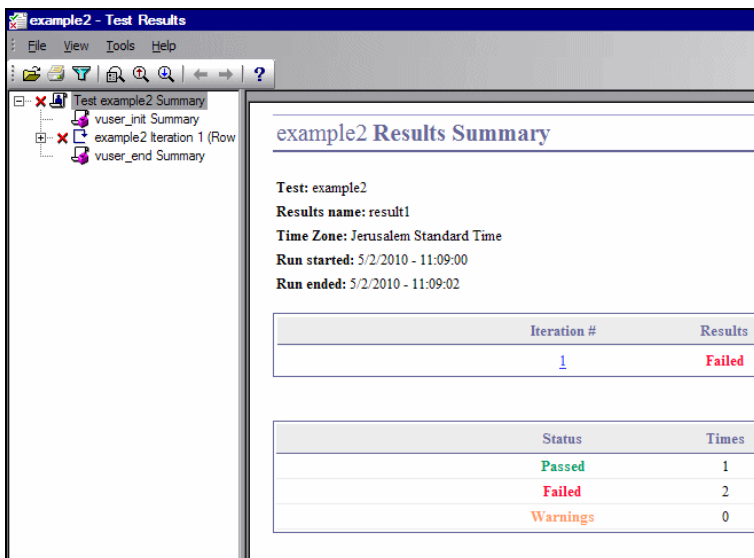 example2 - Test Results
File View Tools Help
?
Test example2 Summary
vuser_init Summary
example2 Iteration 1 (Row
vuser_end Summary
example2 Results Summary
Test: example2
Results name: result1
Time Zone: Jerusalem Standard Time
Run started: 5/2/2010 - 11:09:00
Run ended: 5/2/2010 - 11:09:02
Iteration # Results
1 Failed
Status Times
Passed 1
Failed 2
Warnings 0